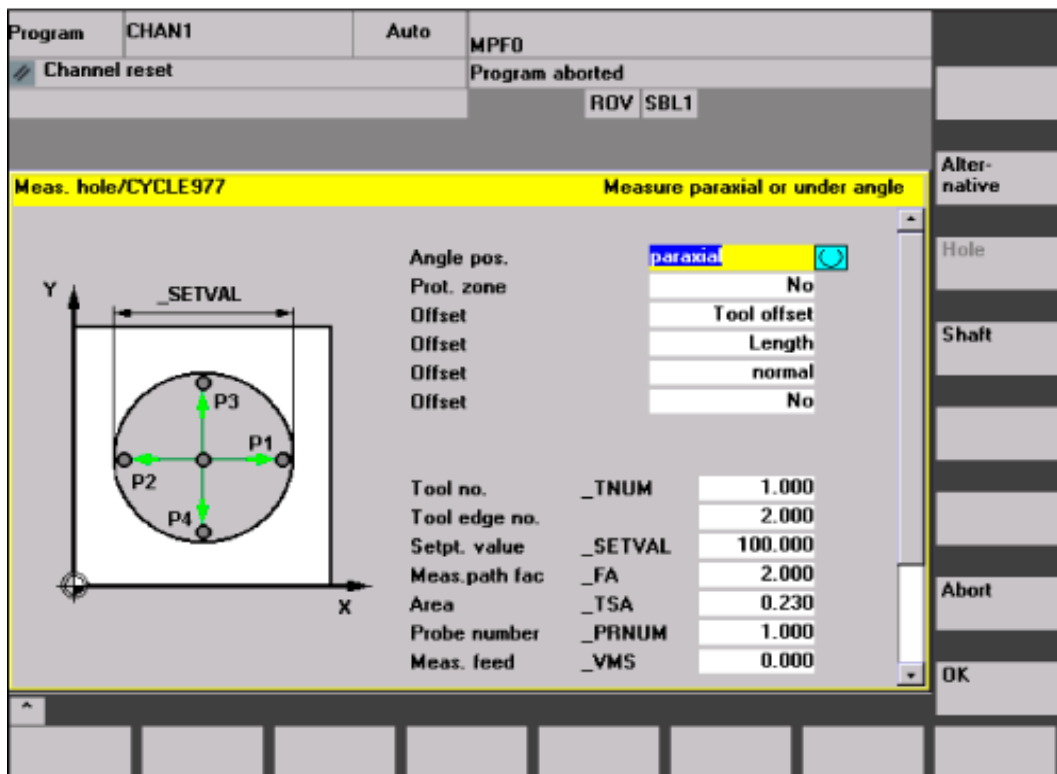 Program CHAN1 Auto MPF0
Channel reset Program aborted
ROV SBL1
Meas. hole/CYCLE977 Measure paraxial or under angle
Angle pos. paraxial
Prot. zone No
Offset Tool offset
Offset Length
Offset normal
Offset No
Tool no. _TNUM 1.000
Tool edge no. 2.000
Setpt. value _SETVAL 100.000
Meas.path fac _FA 2.000
Area _TSA 0.230
Probe number _PRNUM 1.000
Meas. feed _VMS 0.000
Y
_SETVAL
P3
P1
P2
P4
X
Alter-
native
Hole
Shaft
Abort
OK